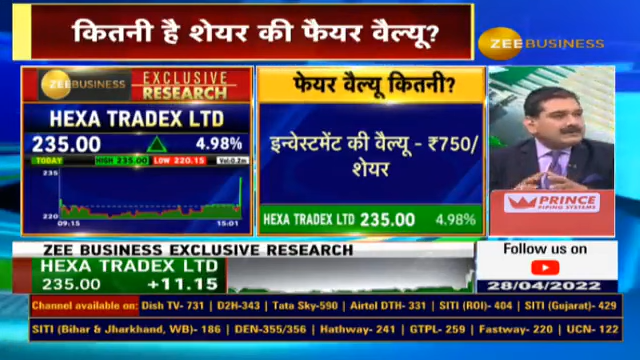 कितनी है शेयर की फैयर वैल्यू?
ZEE BUSINESS
ZEE BUSINESS
EXCLUSIVE
RESEARCH
HEXA TRADEX LTD
235.00 4.98%
TODAY HIGH 235.00 LOW 220.15 Vol:0.2m
235
220
09:15 15:01
फेयर वैल्यू कितनी?
इन्वेस्टमेंट की वैल्यू - ₹750/
शेयर
HEXA TRADEX LTD 235.00 4.98%
PRINCE
PIPING SYSTEMS
ZEE BUSINESS EXCLUSIVE RESEARCH
HEXA TRADEX LTD
235.00 +11.15
Follow us on
28/04/2022
Channel available on: Dish TV- 731 | D2H-343 | Tata Sky-590 | Airtel DTH- 331 | SITI (ROI)- 404 | SITI (Gujarat)- 429
SITI (Bihar & Jharkhand, WB)- 186 | DEN-355/356 | Hathway- 241 | GTPL- 259 | Fastway- 220 | UCN- 122